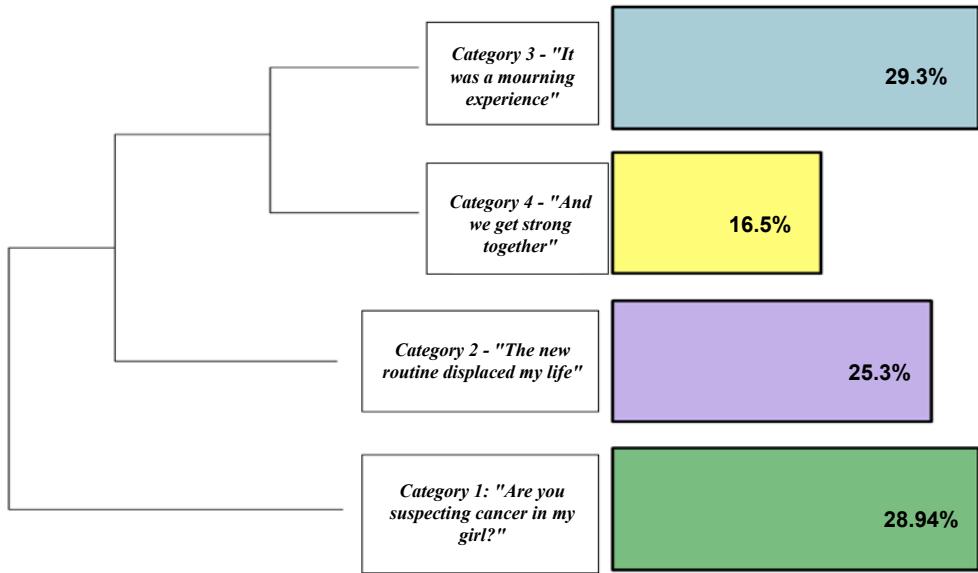 Category 3 - "It
was a mourning
experience"
29.3%
Category 4 - "And
we get strong
together"
16.5%
Category 2 - "The new
routine displaced my life"
25.3%
Category 1: "Are you
suspecting cancer in my
girl?"
28.94%